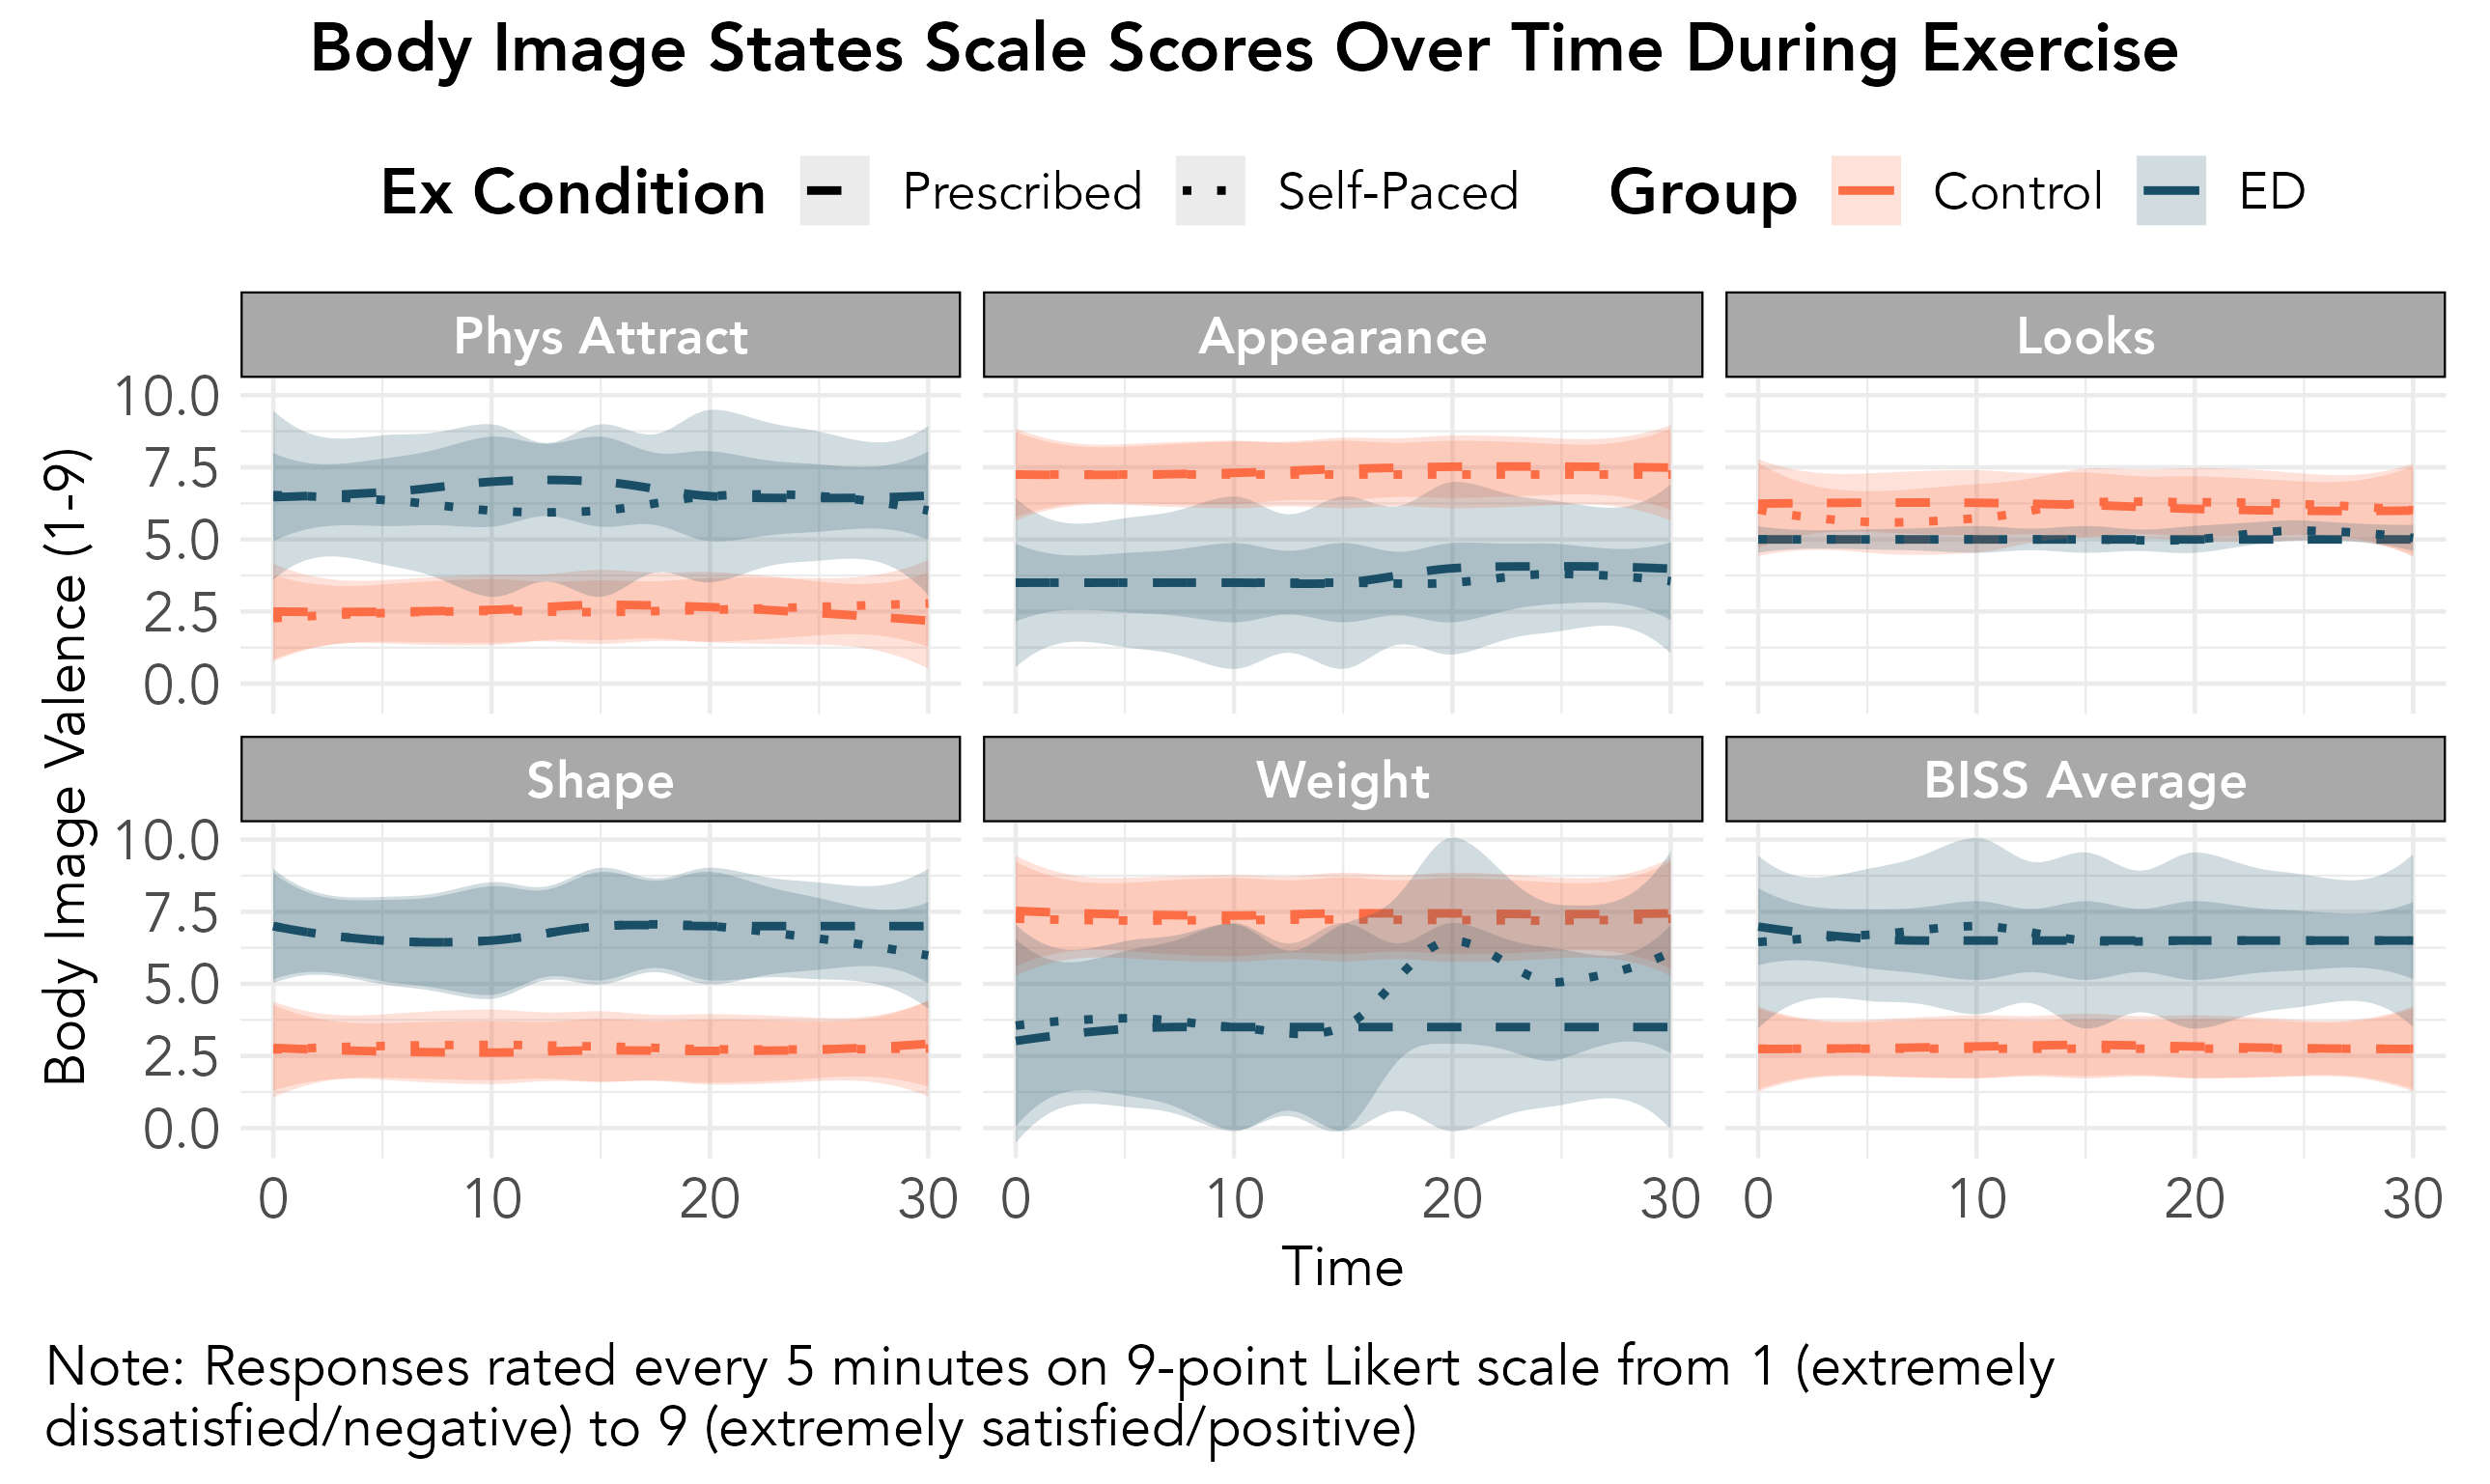 Body Image States Scale Scores Over Time During Exercise
Ex Condition Prescribed Self-Paced Group Control ED
Phys Attract Appearance Looks
10.0
7.5
5.0
2.5
0.0
Shape Weight BISS Average
10.0
7.5
5.0
2.5
0.0
Body Image Valence (1-9)
0 10 20 30 0 10 20 30 0 10 20 30
Time
Note: Responses rated every 5 minutes on 9-point Likert scale from 1 (extremely
dissatisfied/negative) to 9 (extremely satisfied/positive)